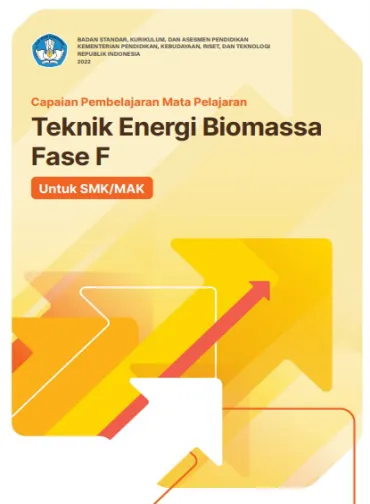 BADAN STANDAR, KURIKULUM, DAN ASESMEN PENDIDIKAN
KEMENTERIAN PENDIDIKAN, KEBUDAYAAN, RISET, DAN TEKNOLOGI
REPUBLIK INDONESIA
2022
Capaian Pembelajaran Mata Pelajaran
Teknik Energi Biomassa
Fase F
Untuk SMK/MAK